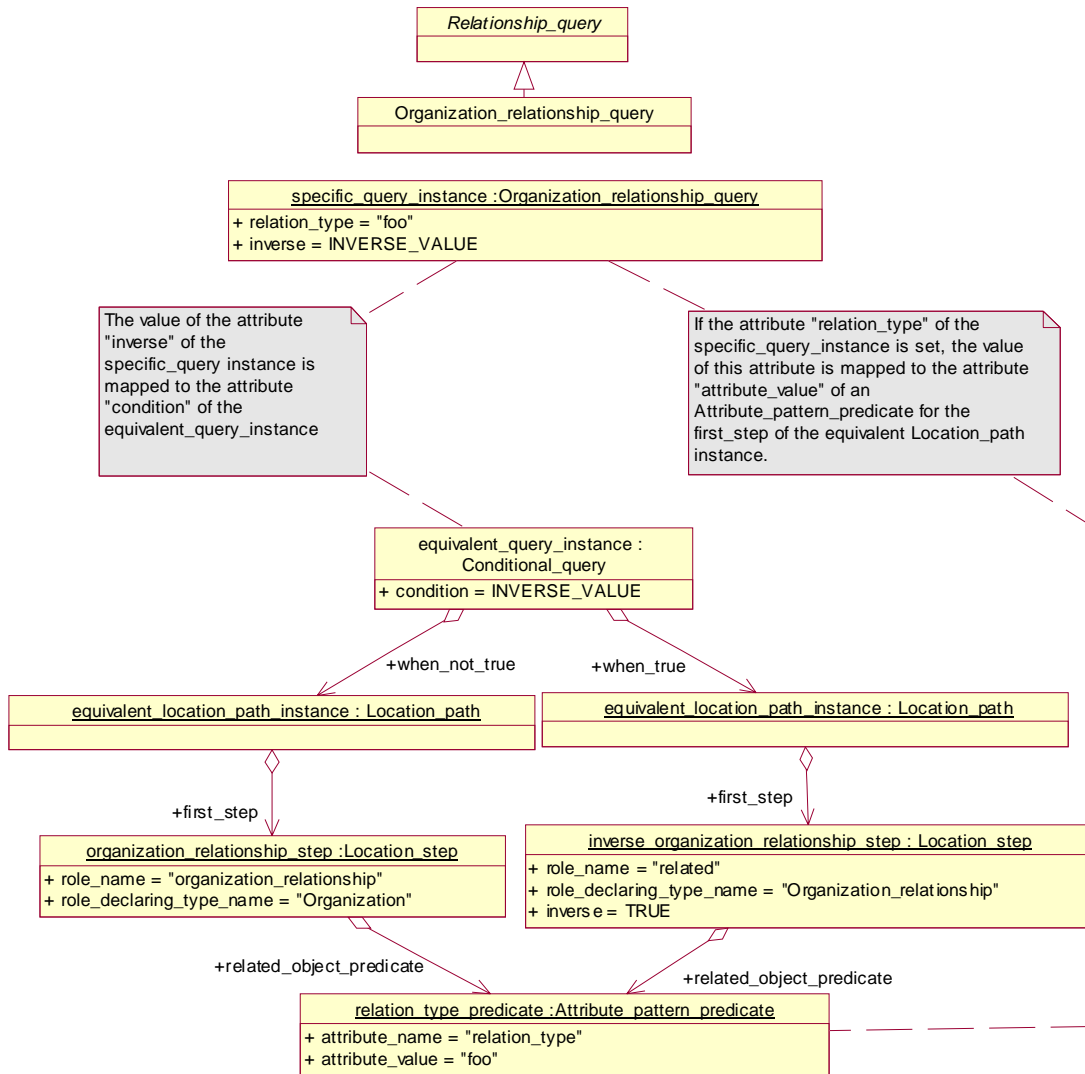 Relationship_query
Organization_relationship_query
specific_query_instance :Organization_relationship_query
+ relation_type = "foo"
+ inverse = INVERSE_VALUE
The value of the attribute
"inverse" of the
specific_query instance is
mapped to the attribute
"condition" of the
equivalent_query_instance
If the attribute "relation_type" of the
specific_query_instance is set, the value
of this attribute is mapped to the attribute
"attribute_value" of an
Attribute_pattern_predicate for the
first_step of the equivalent Location_path
instance.
equivalent_query_instance :
Conditional_query
+ condition = INVERSE_VALUE
+when_not_true
+when_true
equivalent_location_path_instance : Location_path
equivalent_location_path_instance : Location_path
+first_step
+first_step
organization_relationship_step :Location_step
+ role_name = "organization_relationship"
+ role_declaring_type_name = "Organization"
inverse_organization_relationship_step : Location_step
+ role_name = "related"
+ role_declaring_type_name = "Organization_relationship"
+ inverse = TRUE
+related_object_predicate
+related_object_predicate
relation_type_predicate :Attribute_pattern_predicate
+ attribute_name = "relation_type"
+ attribute_value = "foo"